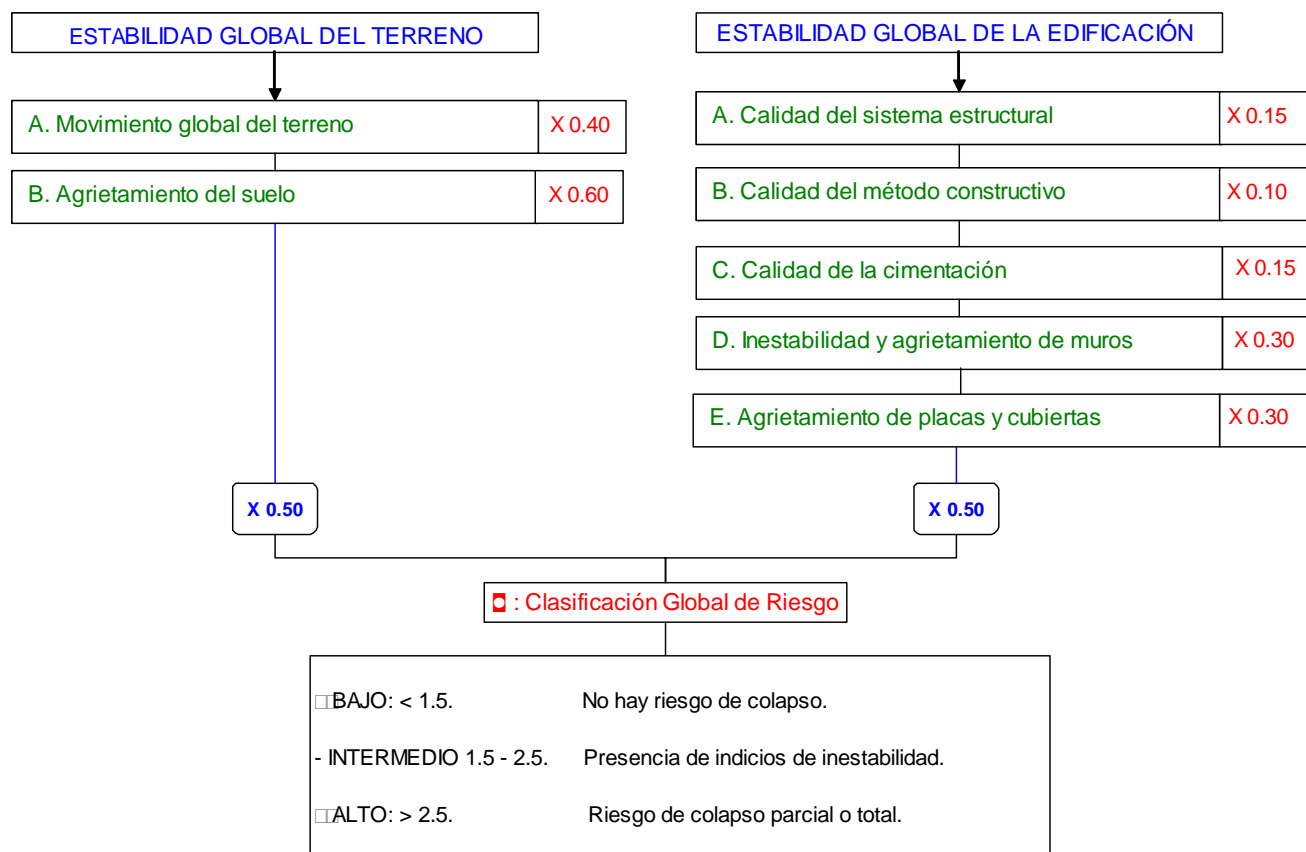 ESTABILIDAD GLOBAL DEL TERRENO
A. Movimiento global del terreno X 0.40
B. Agrietamiento del suelo X 0.60
X 0.50
ESTABILIDAD GLOBAL DE LA EDIFICACIÓN
A. Calidad del sistema estructural X 0.15
B. Calidad del método constructivo X 0.10
C. Calidad de la cimentación X 0.15
D. Inestabilidad y agrietamiento de muros X 0.30
E. Agrietamiento de placas y cubiertas X 0.30
X 0.50
◘ : Clasificación Global de Riesgo
BAJO: < 1.5. No hay riesgo de colapso.
- INTERMEDIO 1.5 - 2.5. Presencia de indicios de inestabilidad.
ALTO: > 2.5. Riesgo de colapso parcial o total.